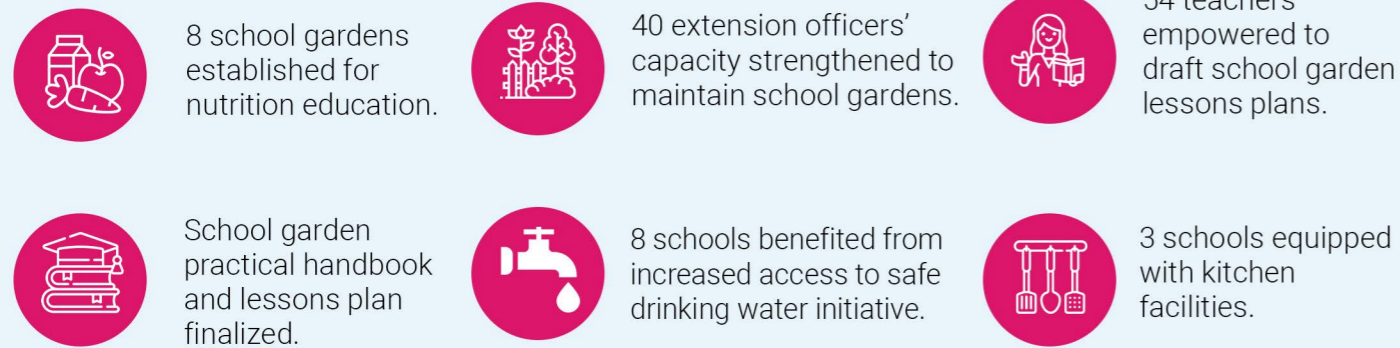 8 school gardens
established for
nutrition education.
40 extension officers’
capacity strengthened to
maintain school gardens.
teachers
empowered to
draft school garden
lessons plans.
School garden
practical handbook
and lessons plan
finalized.
8 schools benefited from
increased access to safe
drinking water initiative.
3 schools equipped
with kitchen
facilities.